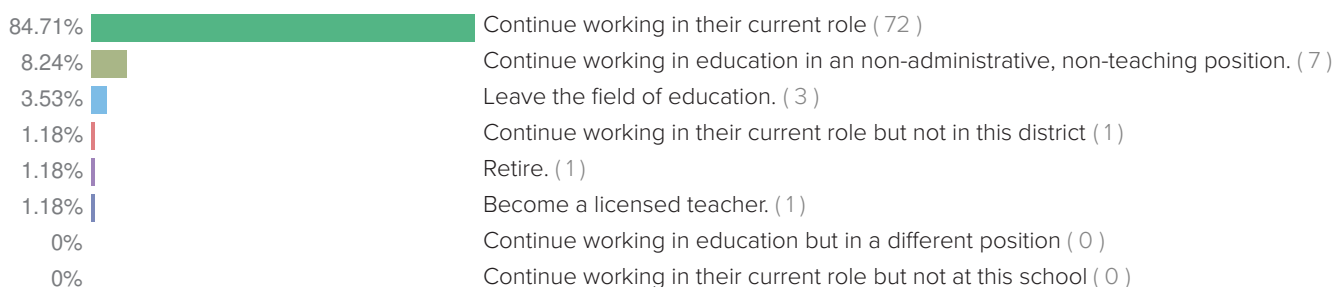 84.71% Continue working in their current role ( 72 )
8.24% Continue working in education in an non-administrative, non-teaching position. ( 7 )
3.53% Leave the field of education. ( 3 )
1.18% Continue working in their current role but not in this district ( 1 )
1.18% Retire. ( 1 )
1.18% Become a licensed teacher. ( 1 )
0% Continue working in education but in a different position ( 0 )
0% Continue working in their current role but not at this school ( 0 )